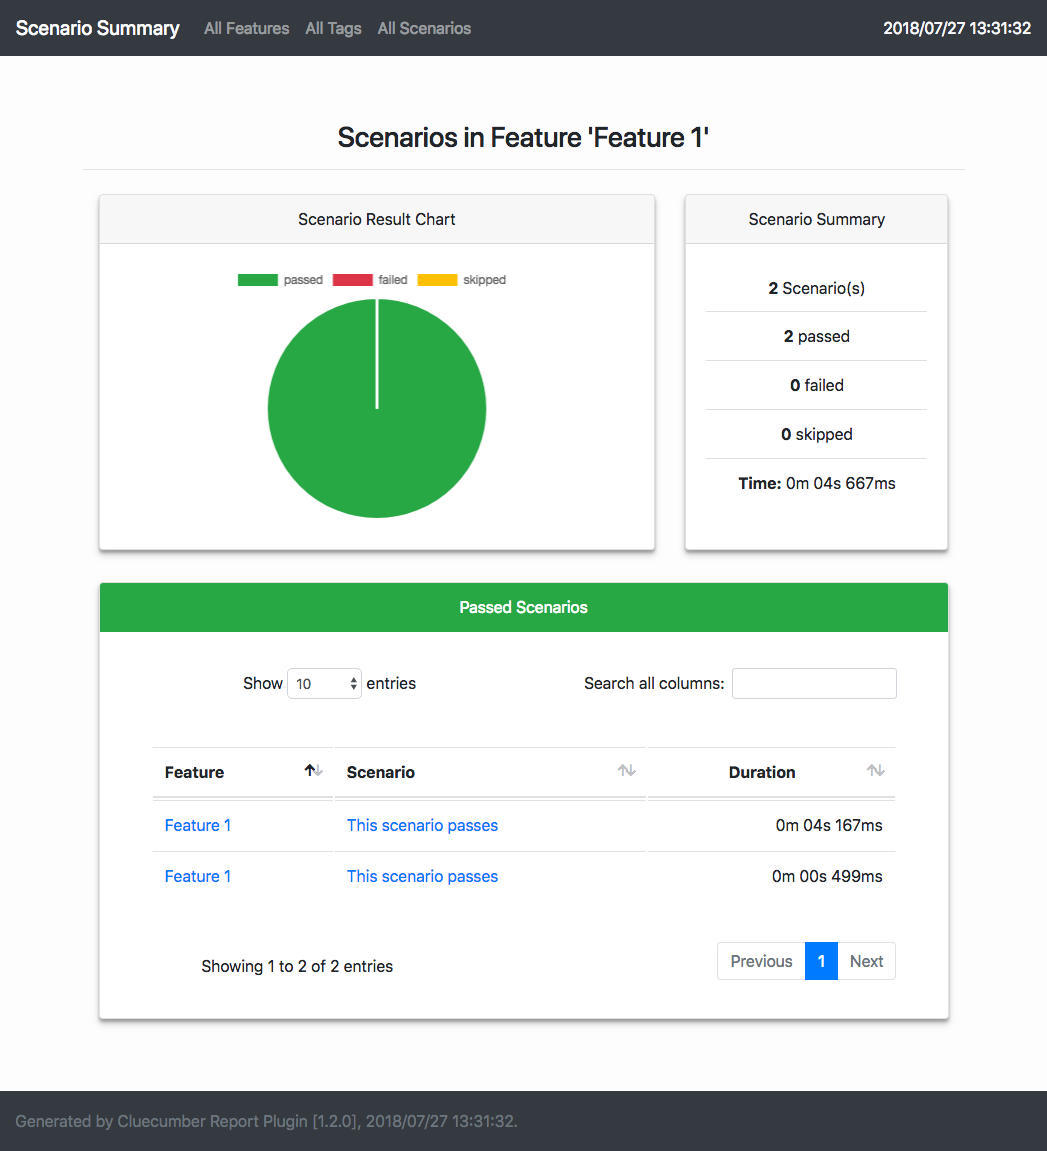 Scenario Summary All Features All Tags All Scenarios 2018/07/27 13:31:32
Scenarios in Feature 'Feature 1'
Scenario Result Chart
passed failed skipped
Scenario Summary
2 Scenario(s)
2 passed
0 failed
0 skipped
Time: 0m 04s 667ms
Passed Scenarios
Show 10 entries Search all columns:
Feature Scenario Duration
Feature 1 This scenario passes 0m 04s 167ms
Feature 1 This scenario passes 0m 00s 499ms
Showing 1 to 2 of 2 entries Previous 1 Next
Generated by Cluecumber Report Plugin [1.2.0], 2018/07/27 13:31:32.